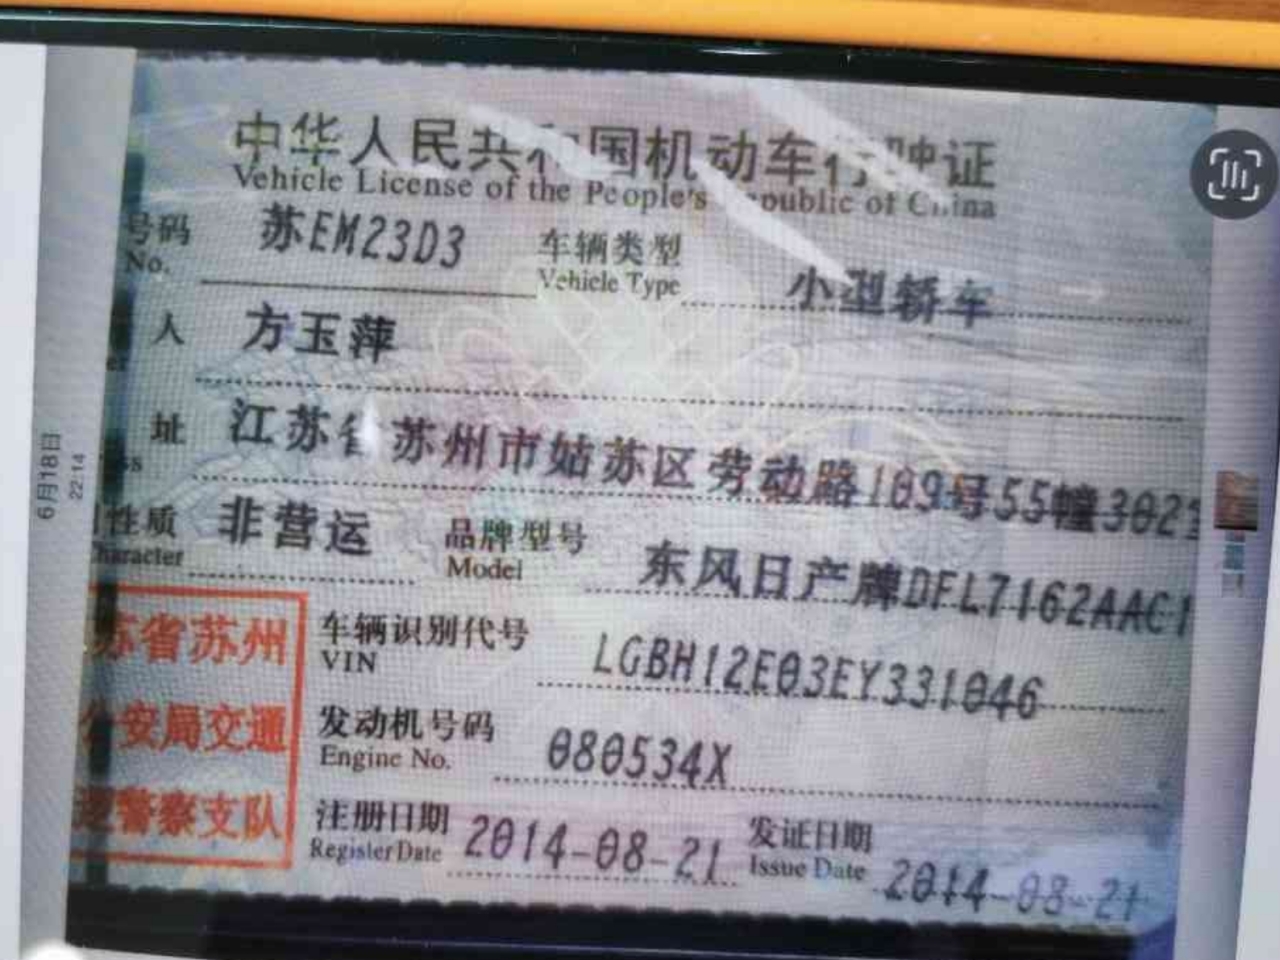 中华人民共和国机动车行驶证
Vehicle License of the People's Republic of China
号码 苏EM23D3 车辆类型 小型轿车
No. Vehicle Type
人 方玉萍
址 江苏省苏州市姑苏区劳动路109号55幢302
性质 非营运 品牌型号 东风日产牌DFL7162AAC1
Character Model
苏省苏州
公安局交通
警察支队
车辆识别代号 LGBH12E03EY331046
VIN
发动机号码 080534X
Engine No.
注册日期 2014-08-21 发证日期 2014-08-21
Register Date Issue Date
6月18日
22:14